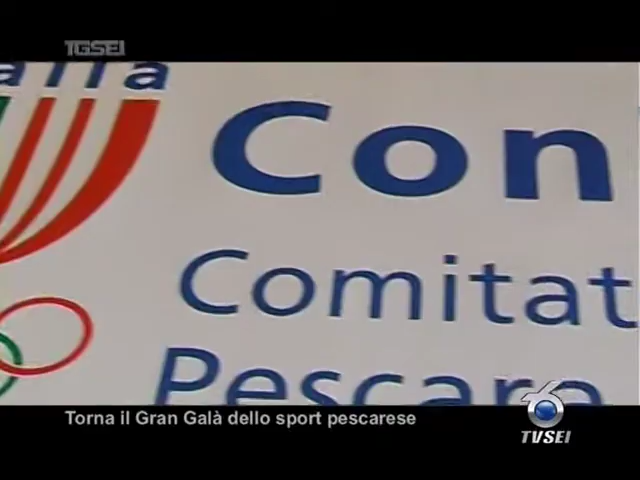 TGSEI
alia
Con
Comitat
Pescara
Torna il Gran Galà dello sport pescarese
6
TVSEI